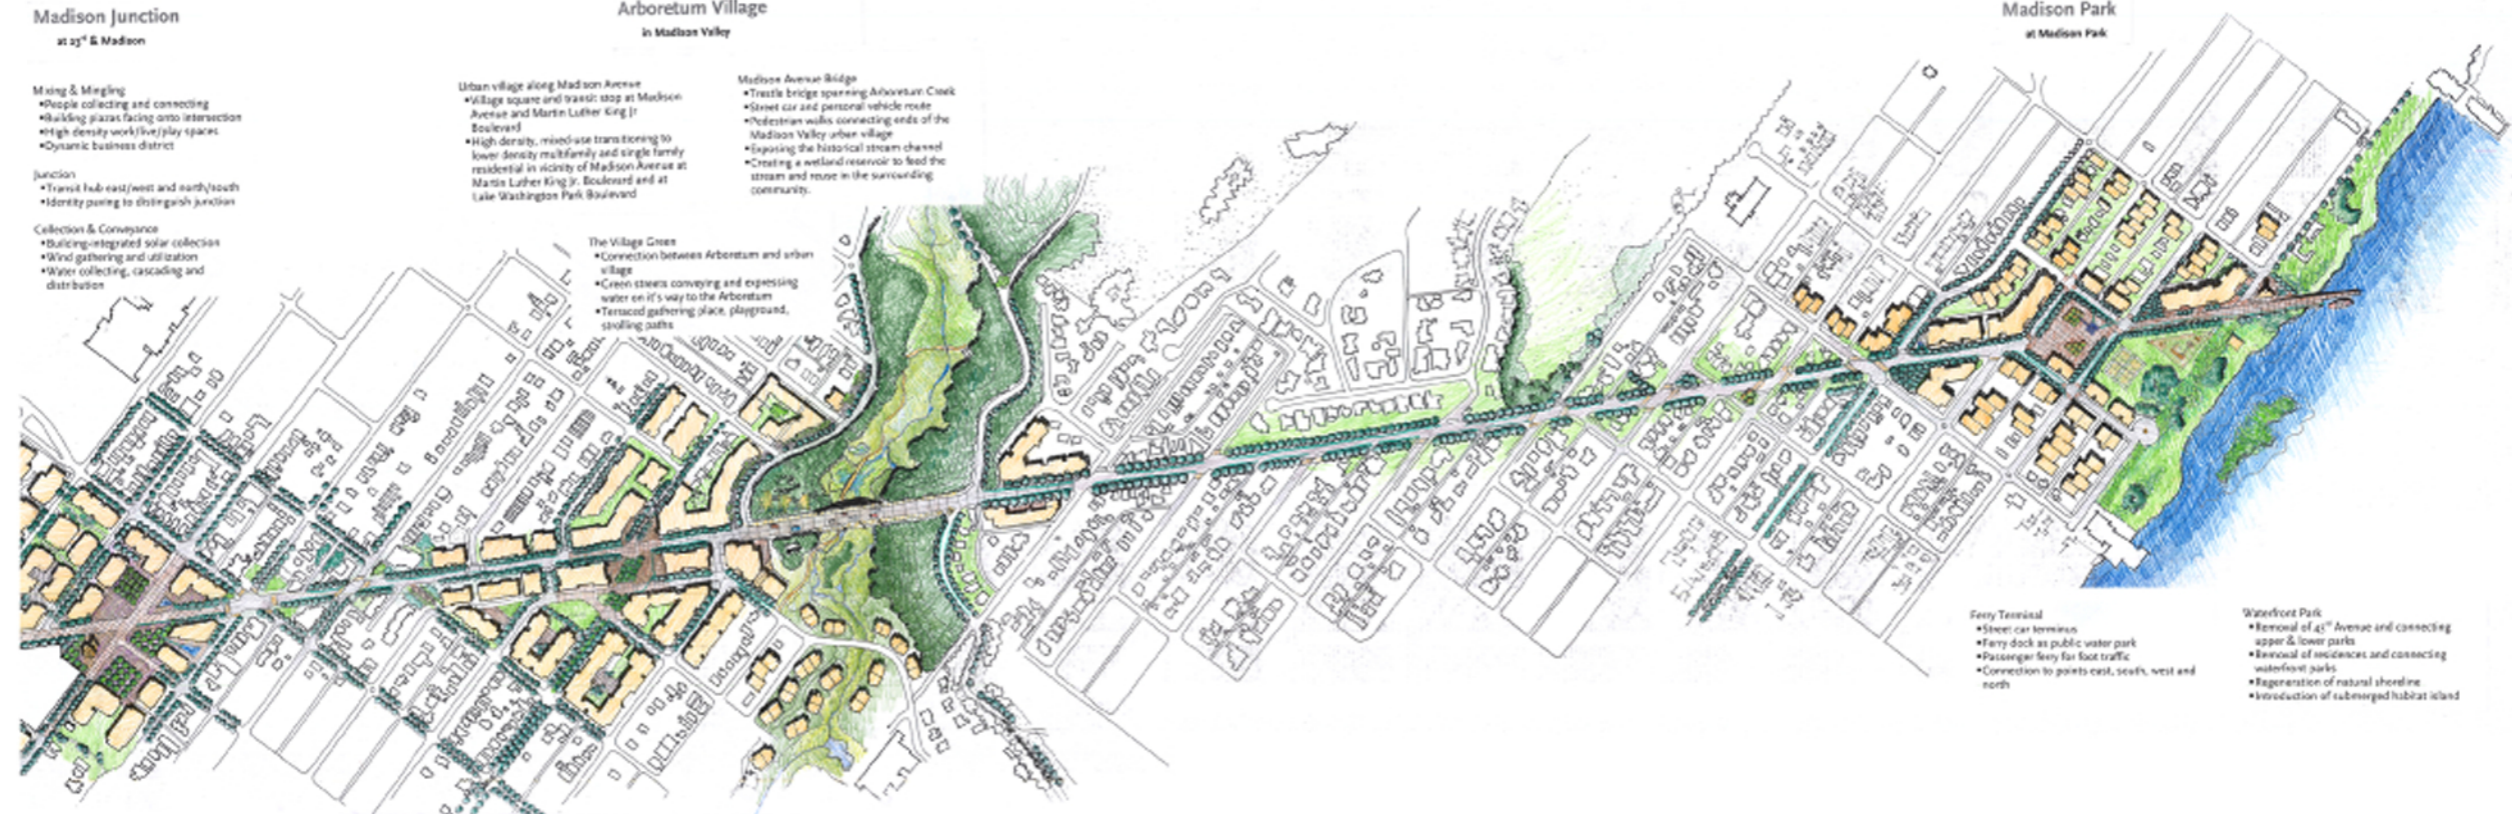 Madison Junction
at 23rd & Madison
Mixing & Mingling
•People collecting and connecting
•Building plazas facing onto intersection
•High density work/live/play spaces
•Dynamic business district
Junction
•Transit hub east/west and north/south
•Identity paving to distinguish junction
Collection & Conveyance
•Building-integrated solar collection
•Wind gathering and utilization
•Water collecting, cascading and
distribution
Arboretum Village
in Madison Valley
Urban village along Madison Avenue
•Village square and transit stop at Madison
Avenue and Martin Luther King Jr
Boulevard
•High density, mixed-use transitioning to
lower density multifamily and single family
residential in vicinity of Madison Avenue at
Martin Luther King Jr. Boulevard and at
Lake Washington Park Boulevard
Madison Avenue Bridge
•Trestle bridge spanning Arboretum Creek
•Street car and personal vehicle route
•Pedestrian walks connecting ends of the
Madison Valley urban village
•Exposing the historical stream channel
•Creating a wetland reservoir to feed the
stream and reuse in the surrounding
community.
The Village Green
•Connection between Arboretum and urban
village
•Green streets conveying and expressing
water on it's way to the Arboretum
•Terraced gathering place, playground,
strolling paths
Madison Park
at Madison Park
Ferry Terminal
•Street car terminus
•Ferry dock as public water park
•Passenger ferry for foot traffic
•Connection to points east, south, west and
north
Waterfront Park
•Removal of 43rd Avenue and connecting
upper & lower parks
•Removal of residences and connecting
waterfront parks
•Regeneration of natural shoreline
•Introduction of submerged habitat island